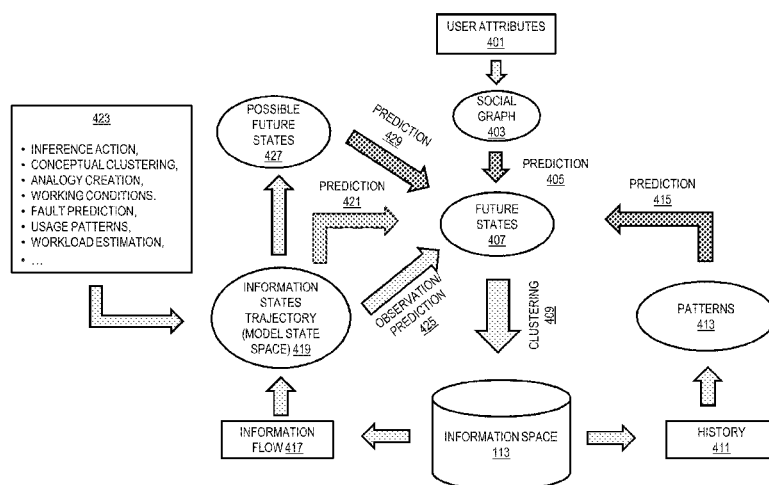 USER ATTRIBUTES
401
SOCIAL
GRAPH
403
PREDICTION
405
POSSIBLE
FUTURE
STATES
427
PREDICTION
429
423
• INFERENCE ACTION,
• CONCEPTUAL CLUSTERING,
• ANALOGY CREATION,
• WORKING CONDITIONS.
• FAULT PREDICTION,
• USAGE PATTERNS,
• WORKLOAD ESTIMATION,
• ...
PREDICTION
421
FUTURE
STATES
407
PREDICTION
415
INFORMATION
STATES
TRAJECTORY
(MODEL STATE
SPACE) 419
OBSERVATION/
PREDICTION
425
CLUSTERING
409
PATTERNS
413
INFORMATION
FLOW 417
INFORMATION SPACE
113
HISTORY
411